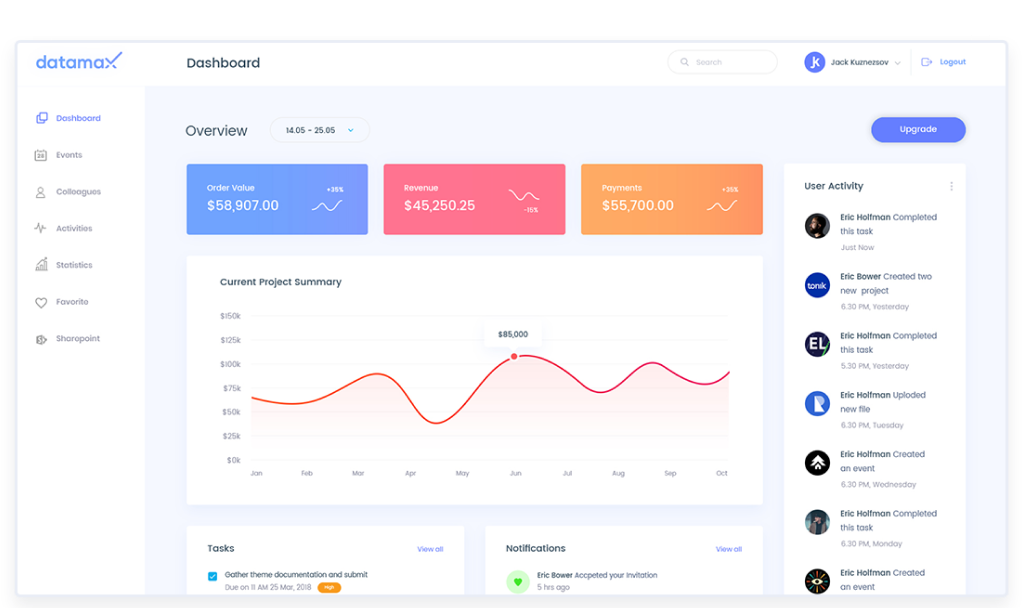 datamax
Dashboard
Search
jk
Jack Kuznezsov
Logout
Dashboard
Events
Colleagues
Activities
Statistics
Favorite
Sharepoint
Overview
14.05 - 25.05
Upgrade
Order Value
+35%
$58,907.00
Revenue
$45,250.25
-15%
Payments
+35%
$55,700.00
Current Project Summary
$150k
$125k
$100k
$75k
$50k
$25k
$0k
$85,000
Jan Feb Mar Apr May Jun Jul Aug Sep Oct
User Activity
Eric Holfman Completed
this task
Just Now
tonik
Eric Bower Created two
new project
6.30 PM, Yesterday
EL
Eric Holfman Completed
this task
5.30 PM, Yesterday
Eric Holfman Uploded
new file
6.30 PM, Tuesday
Eric Holfman Created
an event
6.30 PM, Wednesday
Eric Holfman Completed
this task
6.30 PM, Monday
Eric Holfman Created
an event
Tasks
View all
Gather theme documentation and submit
Due on 11 AM 25 Mar, 2018
High
Notifications
View all
Eric Bower Accpeted your Invitation
5 hrs ago